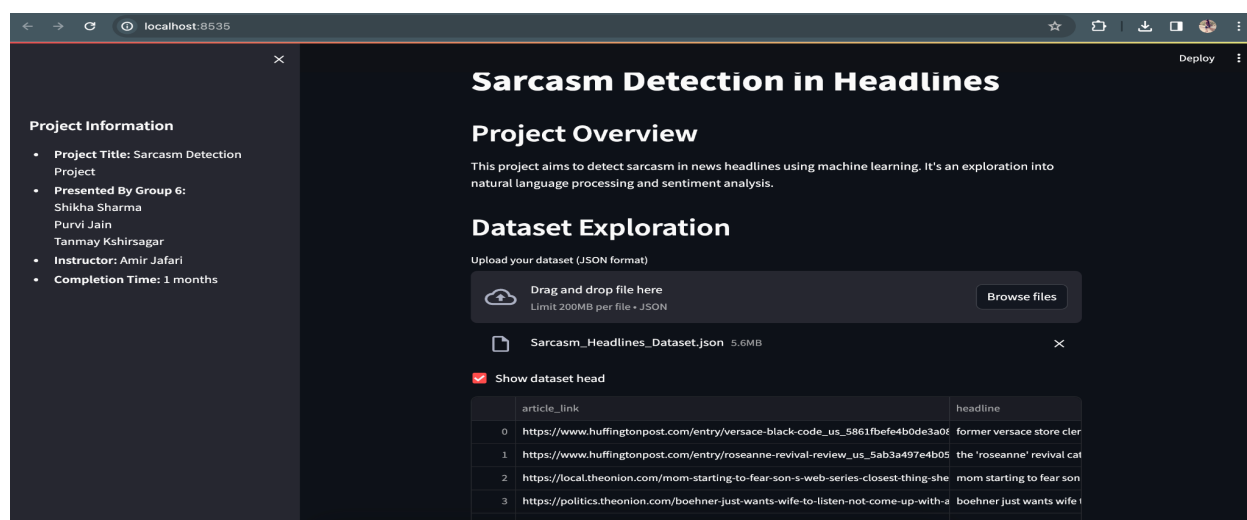 localhost:8535
Deploy
Project Information
• Project Title: Sarcasm Detection
Project
• Presented By Group 6:
Shikha Sharma
Purvi Jain
Tanmay Kshirsagar
• Instructor: Amir Jafari
• Completion Time: 1 months
Sarcasm Detection in Headlines
Project Overview
This project aims to detect sarcasm in news headlines using machine learning. It's an exploration into
natural language processing and sentiment analysis.
Dataset Exploration
Upload your dataset (JSON format)
Drag and drop file here
Limit 200MB per file • JSON
Browse files
Sarcasm_Headlines_Dataset.json 5.6MB
Show dataset head
article_link headline
0 https://www.huffingtonpost.com/entry/versace-black-code_us_5861fbefe4b0de3a08 former versace store cler
1 https://www.huffingtonpost.com/entry/roseanne-revival-review_us_5ab3a497e4b05 the 'roseanne' revival cat
2 https://local.theonion.com/mom-starting-to-fear-son-s-web-series-closest-thing-she mom starting to fear son
3 https://politics.theonion.com/boehner-just-wants-wife-to-listen-not-come-up-with-a boehner just wants wife